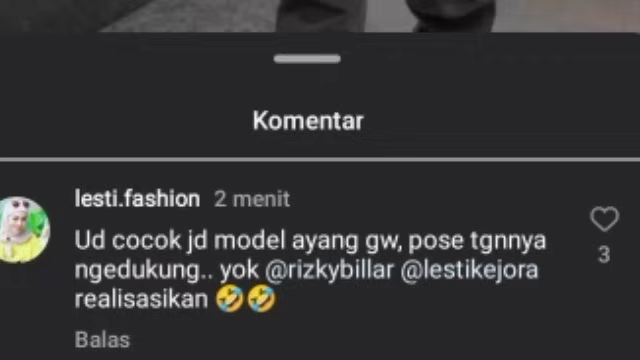 Komentar
lesti.fashion 2 menit
Ud cocok jd model ayang gw, pose tgnnya
ngedukung.. yok @rizkybillar @lestikejora
realisasikan 🤣🤣
3
Balas